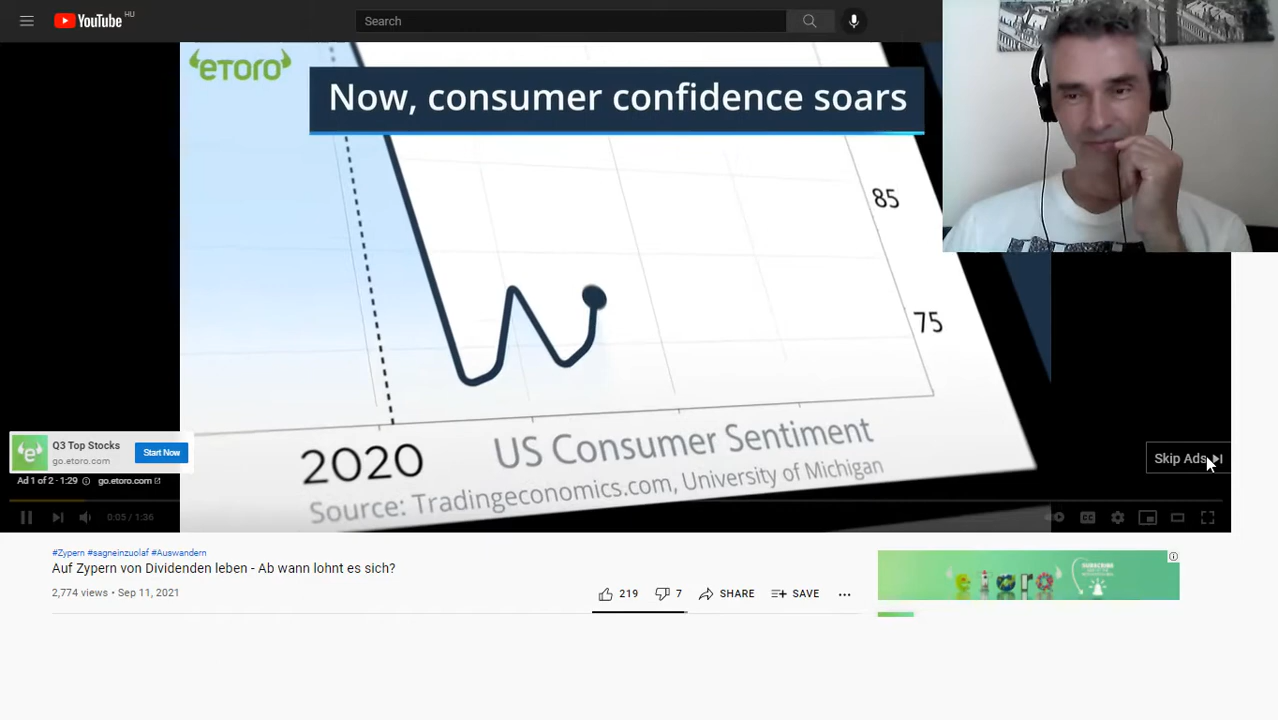 YouTube HU
Search
etoro
Now, consumer confidence soars
85
75
2020
US Consumer Sentiment
Source: Tradingeconomics.com, University of Michigan
Q3 Top Stocks
go.etoro.com
Start Now
Skip Ads
Ad 1 of 2 · 1:29 go.etoro.com
0:05 / 1:36
CC
#Zypern #sagneinzuolaf #Auswandern
Auf Zypern von Dividenden leben - Ab wann lohnt es sich?
2,774 views • Sep 11, 2021
219
7
SHARE
SAVE
etoro